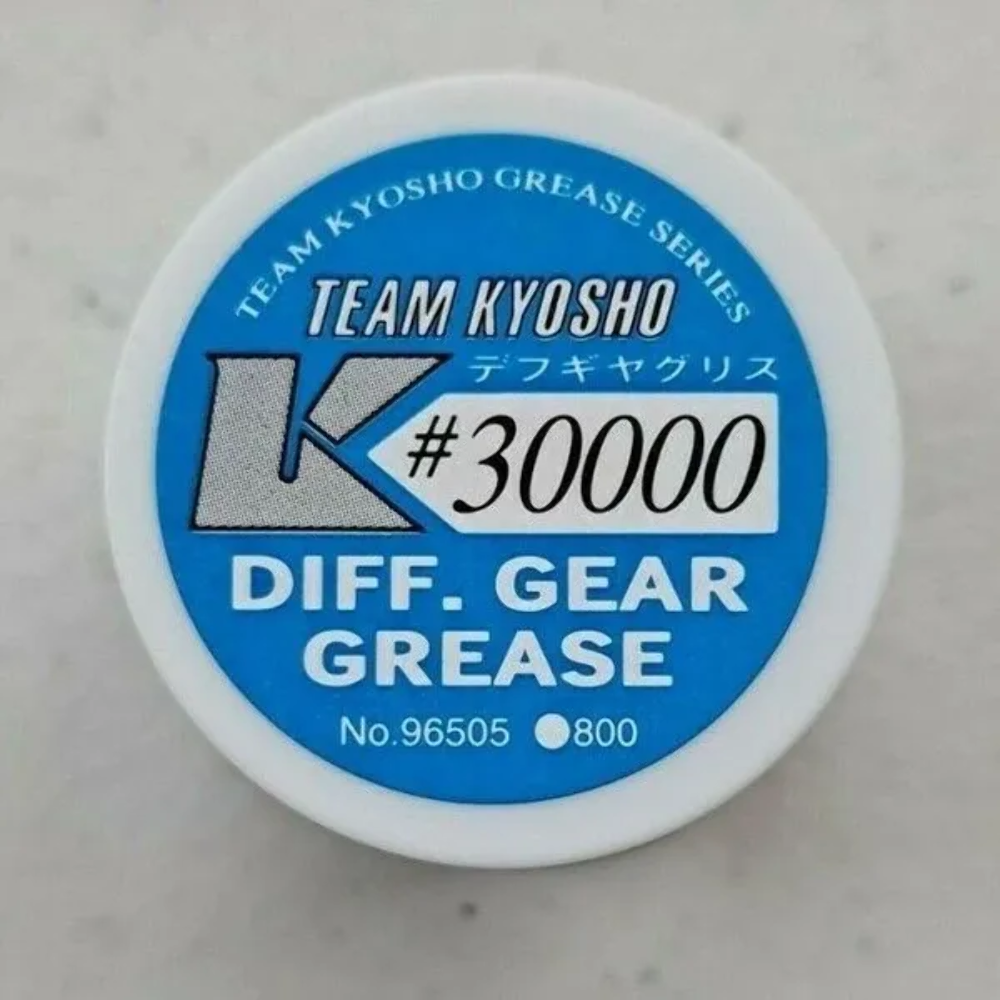 TEAM KYOSHO GREASE SERIES
TEAM KYOSHO
デフギヤグリス
K
#30000
DIFF. GEAR
GREASE
No.96505 ●800